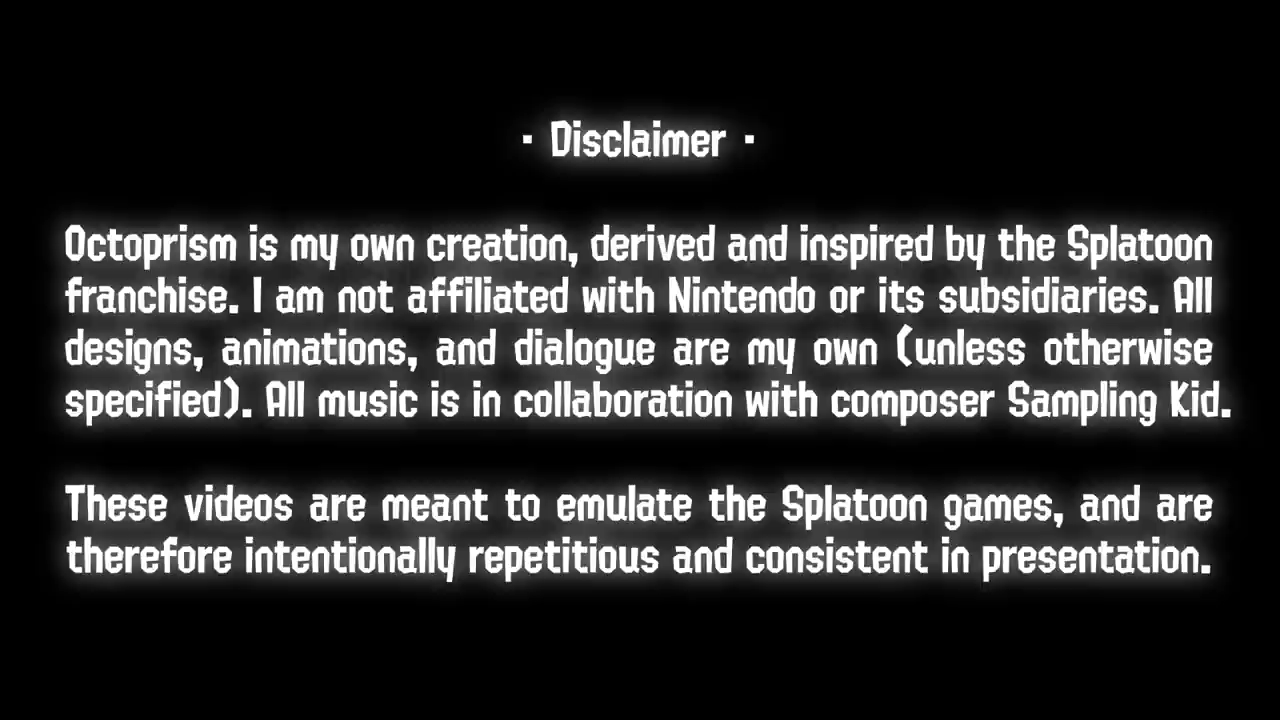 · Disclaimer ·
Octoprism is my own creation, derived and inspired by the Splatoon
franchise. I am not affiliated with Nintendo or its subsidiaries. All
designs, animations, and dialogue are my own (unless otherwise
specified). All music is in collaboration with composer Sampling Kid.
These videos are meant to emulate the Splatoon games, and are
therefore intentionally repetitious and consistent in presentation.